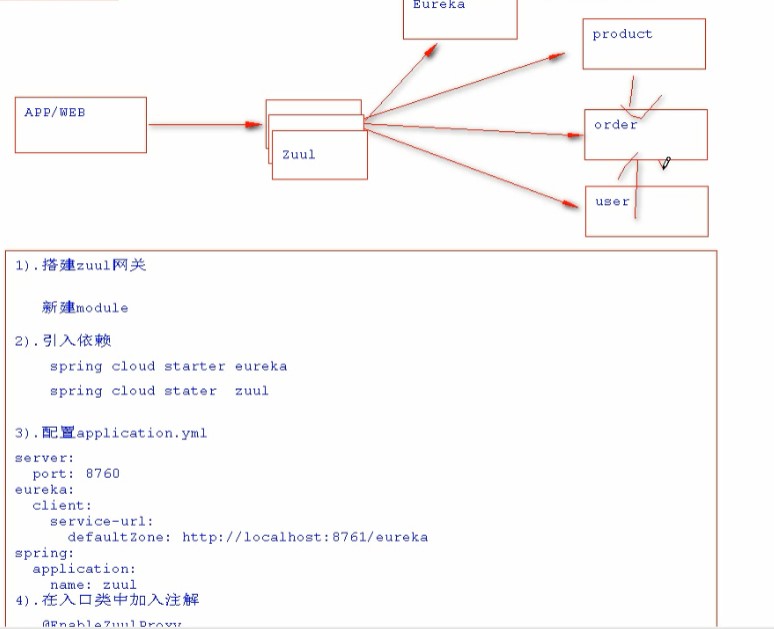 Eureka
product
APP/WEB
order
Zuul
user
1).搭建zuul网关
新建module
2).引入依赖
spring cloud starter eureka
spring cloud stater  zuul
3).配置application.yml
server:
  port: 8760
eureka:
  client:
    service-url:
      defaultZone: http://localhost:8761/eureka
spring:
  application:
    name: zuul
4).在入口类中加入注解
@EnableZuulProxy